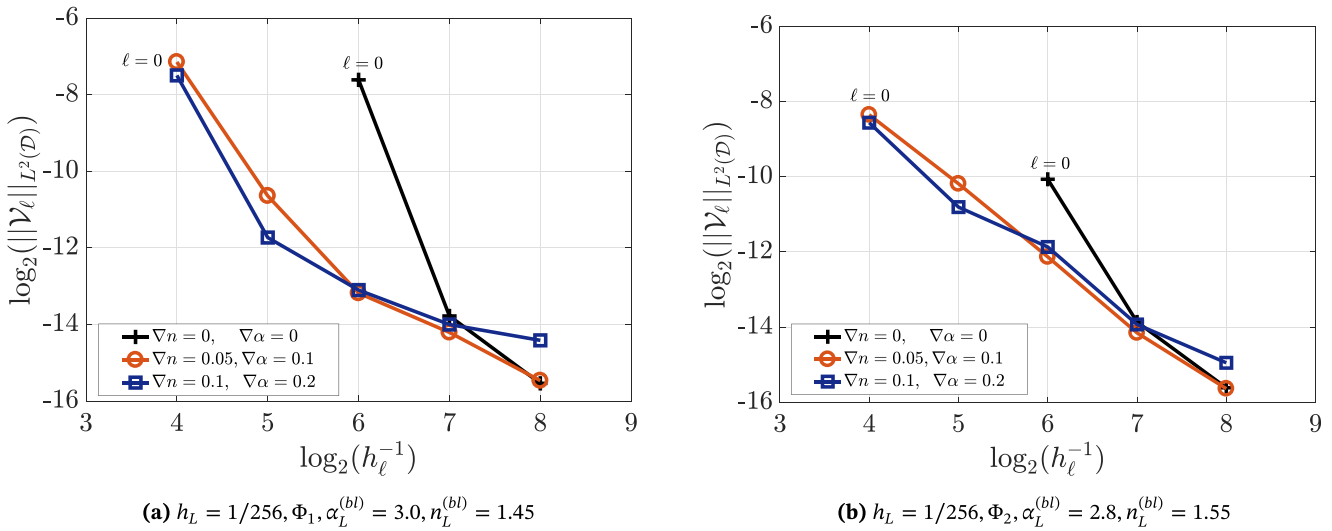 -6
-8
-10
-12
-14
-16
3 4 5 6 7 8 9
log₂(||𝒱_ℓ||_{L²(𝒟)})
log₂(h_ℓ^{-1})
ℓ = 0
ℓ = 0
∇n = 0, ∇α = 0
∇n = 0.05, ∇α = 0.1
∇n = 0.1, ∇α = 0.2
(a) h_L = 1/256, Φ₁, α_L^{(bl)} = 3.0, n_L^{(bl)} = 1.45
-6
-8
-10
-12
-14
-16
3 4 5 6 7 8 9
log₂(||𝒱_ℓ||_{L²(𝒟)})
log₂(h_ℓ^{-1})
ℓ = 0
ℓ = 0
∇n = 0, ∇α = 0
∇n = 0.05, ∇α = 0.1
∇n = 0.1, ∇α = 0.2
(b) h_L = 1/256, Φ₂, α_L^{(bl)} = 2.8, n_L^{(bl)} = 1.55